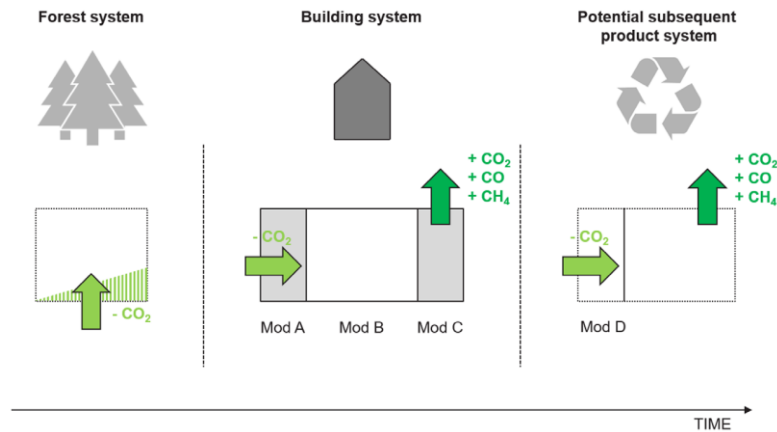 Forest system
Building system
Potential subsequent
product system
+ CO₂
+ CO
+ CH₄
+ CO₂
+ CO
+ CH₄
- CO₂
- CO₂
- CO₂
Mod A
Mod B
Mod C
Mod D
TIME